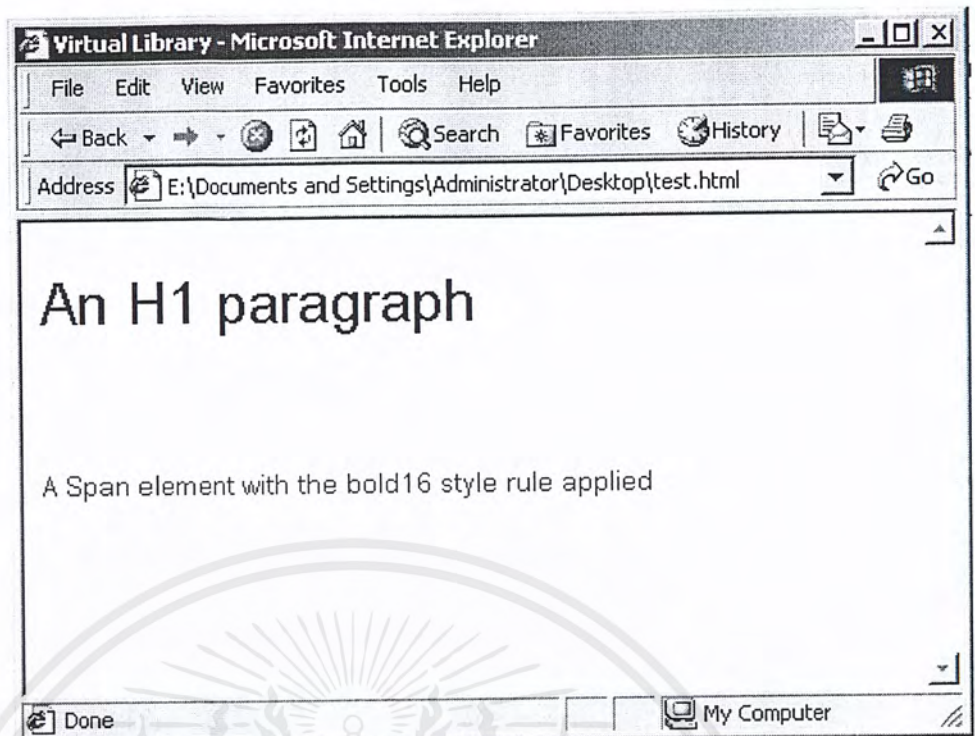 Virtual Library - Microsoft Internet Explorer
File Edit View Favorites Tools Help
Back Search Favorites History
Address E:\Documents and Settings\Administrator\Desktop\test.html Go
An H1 paragraph
A Span element with the bold16 style rule applied
Done My Computer